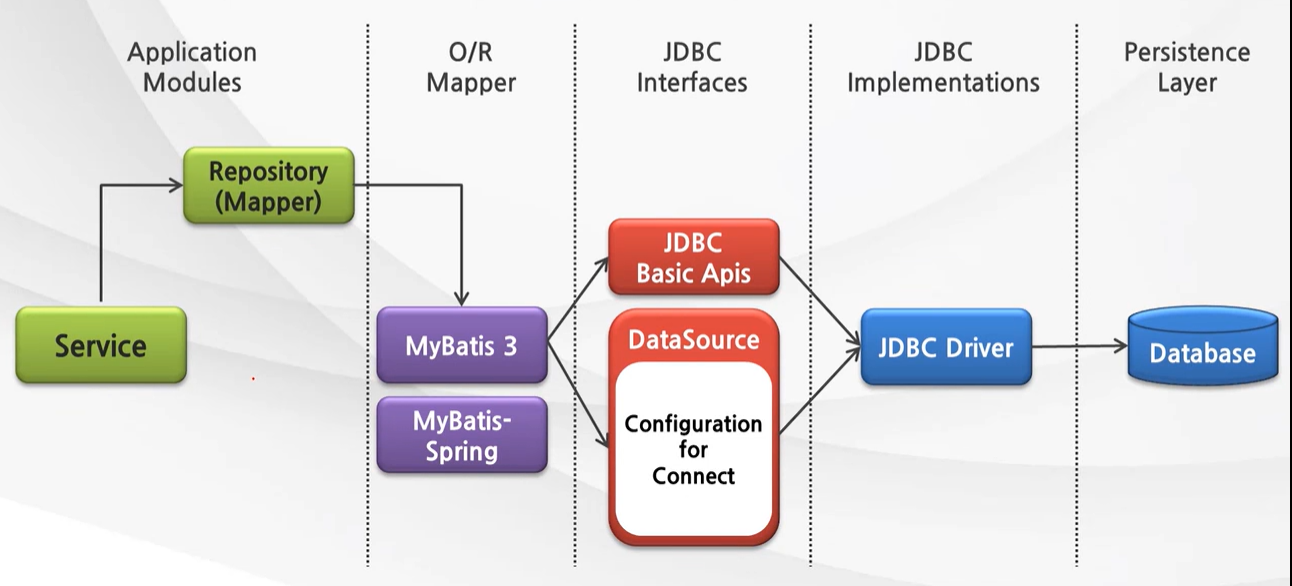 Application
Modules
O/R
Mapper
JDBC
Interfaces
JDBC
Implementations
Persistence
Layer
Repository
(Mapper)
Service
MyBatis 3
MyBatis-
Spring
JDBC
Basic Apis
DataSource
Configuration
for
Connect
JDBC Driver
Database